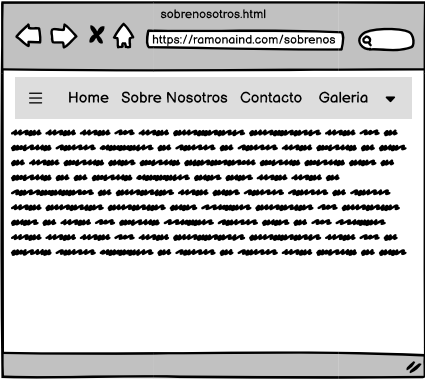 sobrenosotros.html
https://ramonaind.com/sobrenos
Home Sobre Nosotros Contacto Galeria